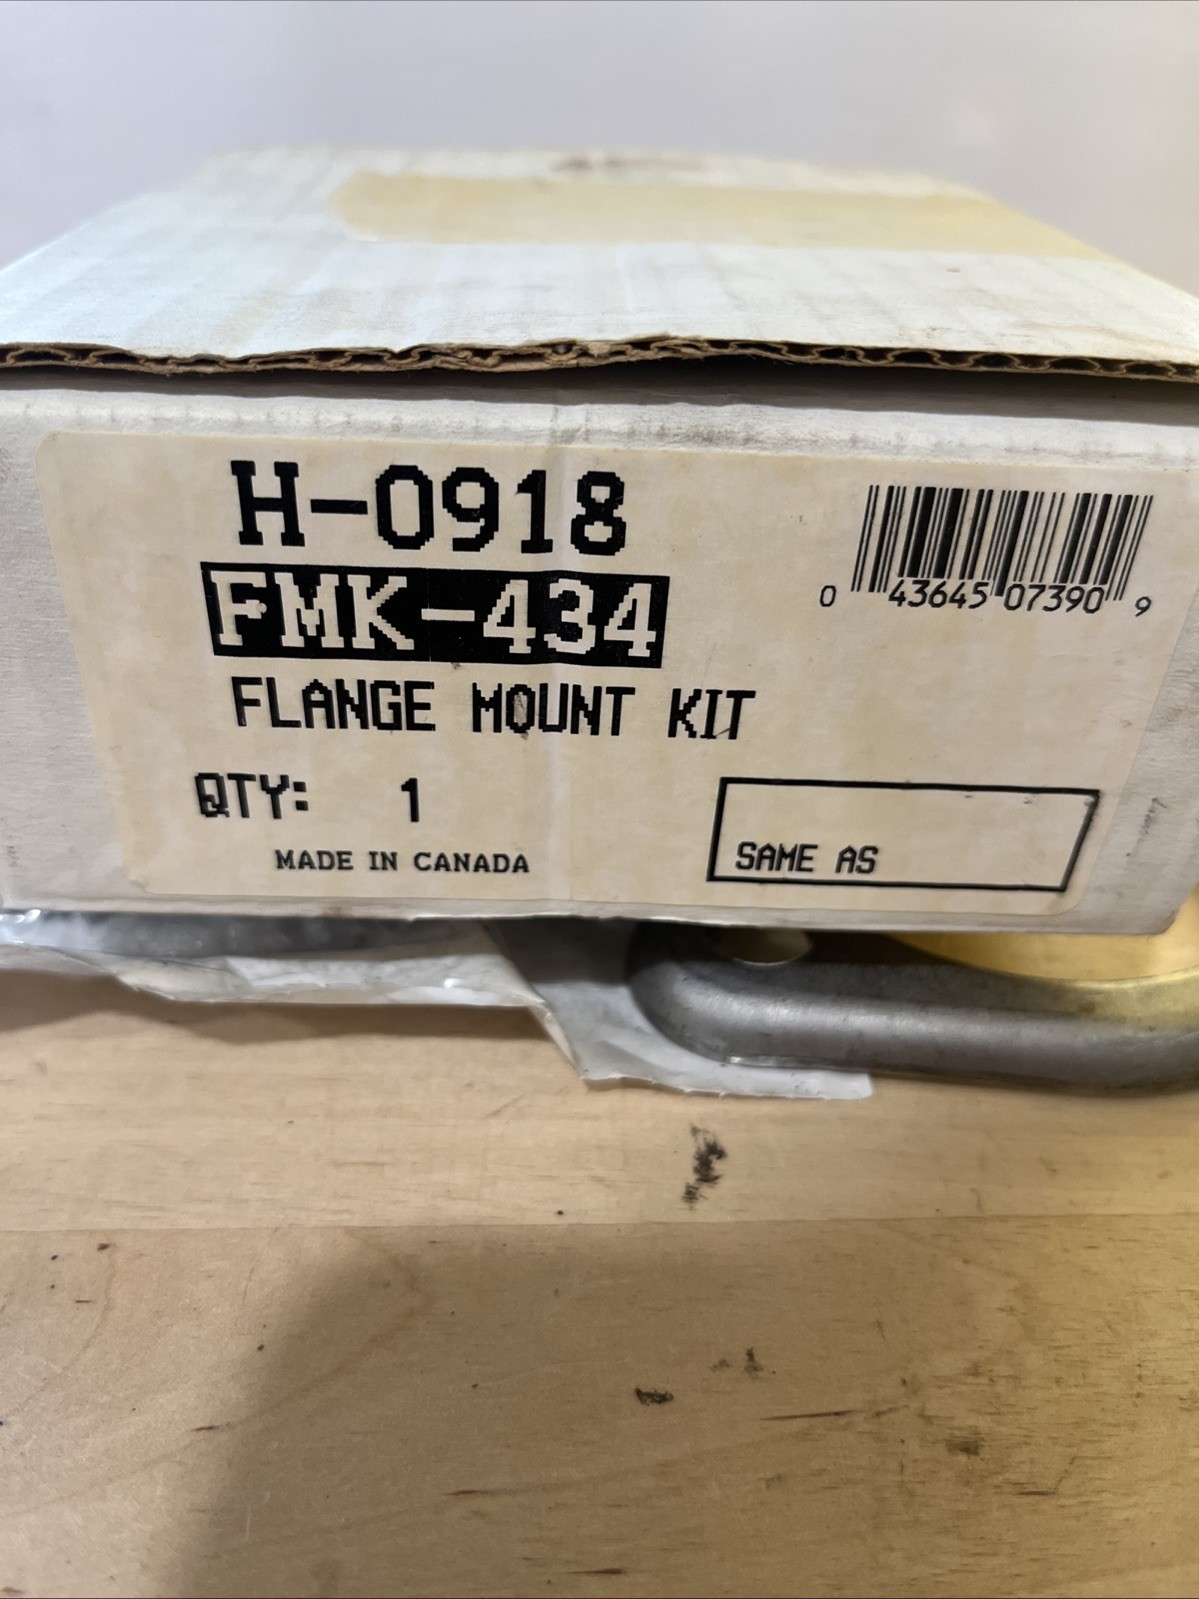 H-0918
FMK-434
FLANGE MOUNT KIT
QTY: 1
MADE IN CANADA
0 43645 07390 9
SAME AS